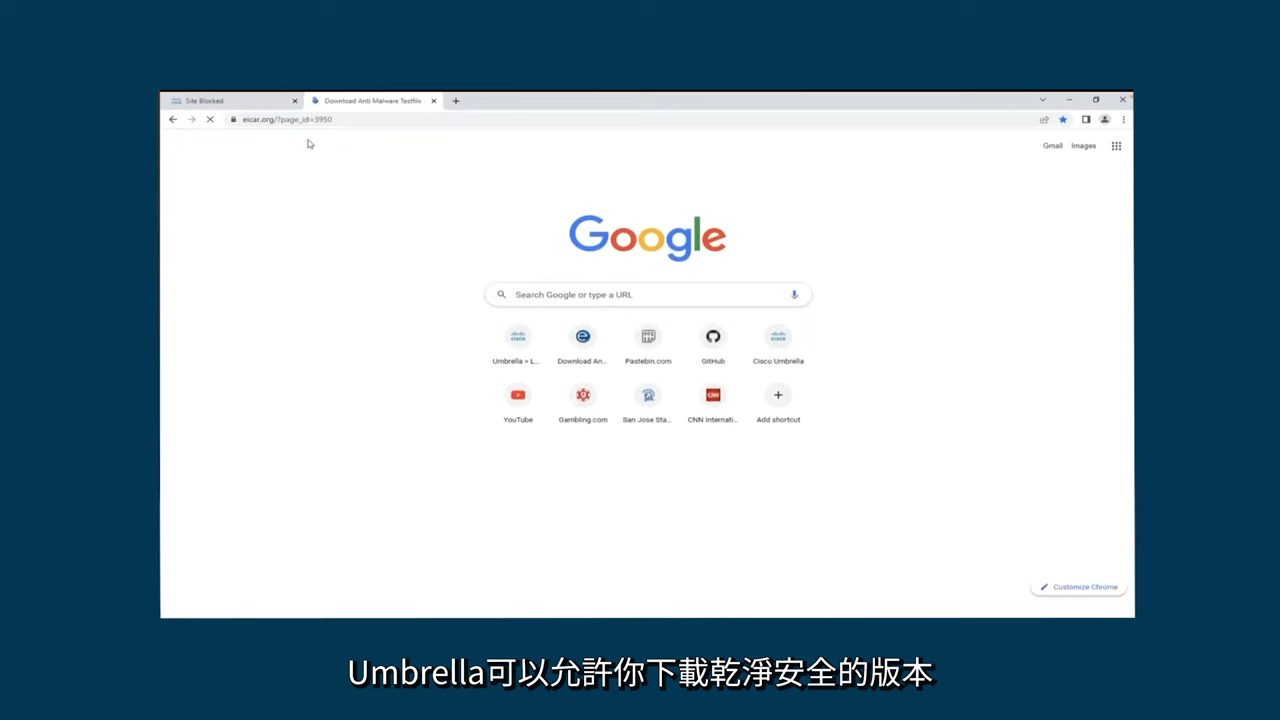 Site Blocked
Download Anti Malware Testfile
eicar.org/?page_id=3950
Gmail Images
Google
Search Google or type a URL
Umbrella > L... Download An... Pastebin.com GitHub Cisco Umbrella
YouTube Gambling.com San Jose Sta... CNN Internati... Add shortcut
Customize Chrome
Umbrella可以允許你下載乾淨安全的版本